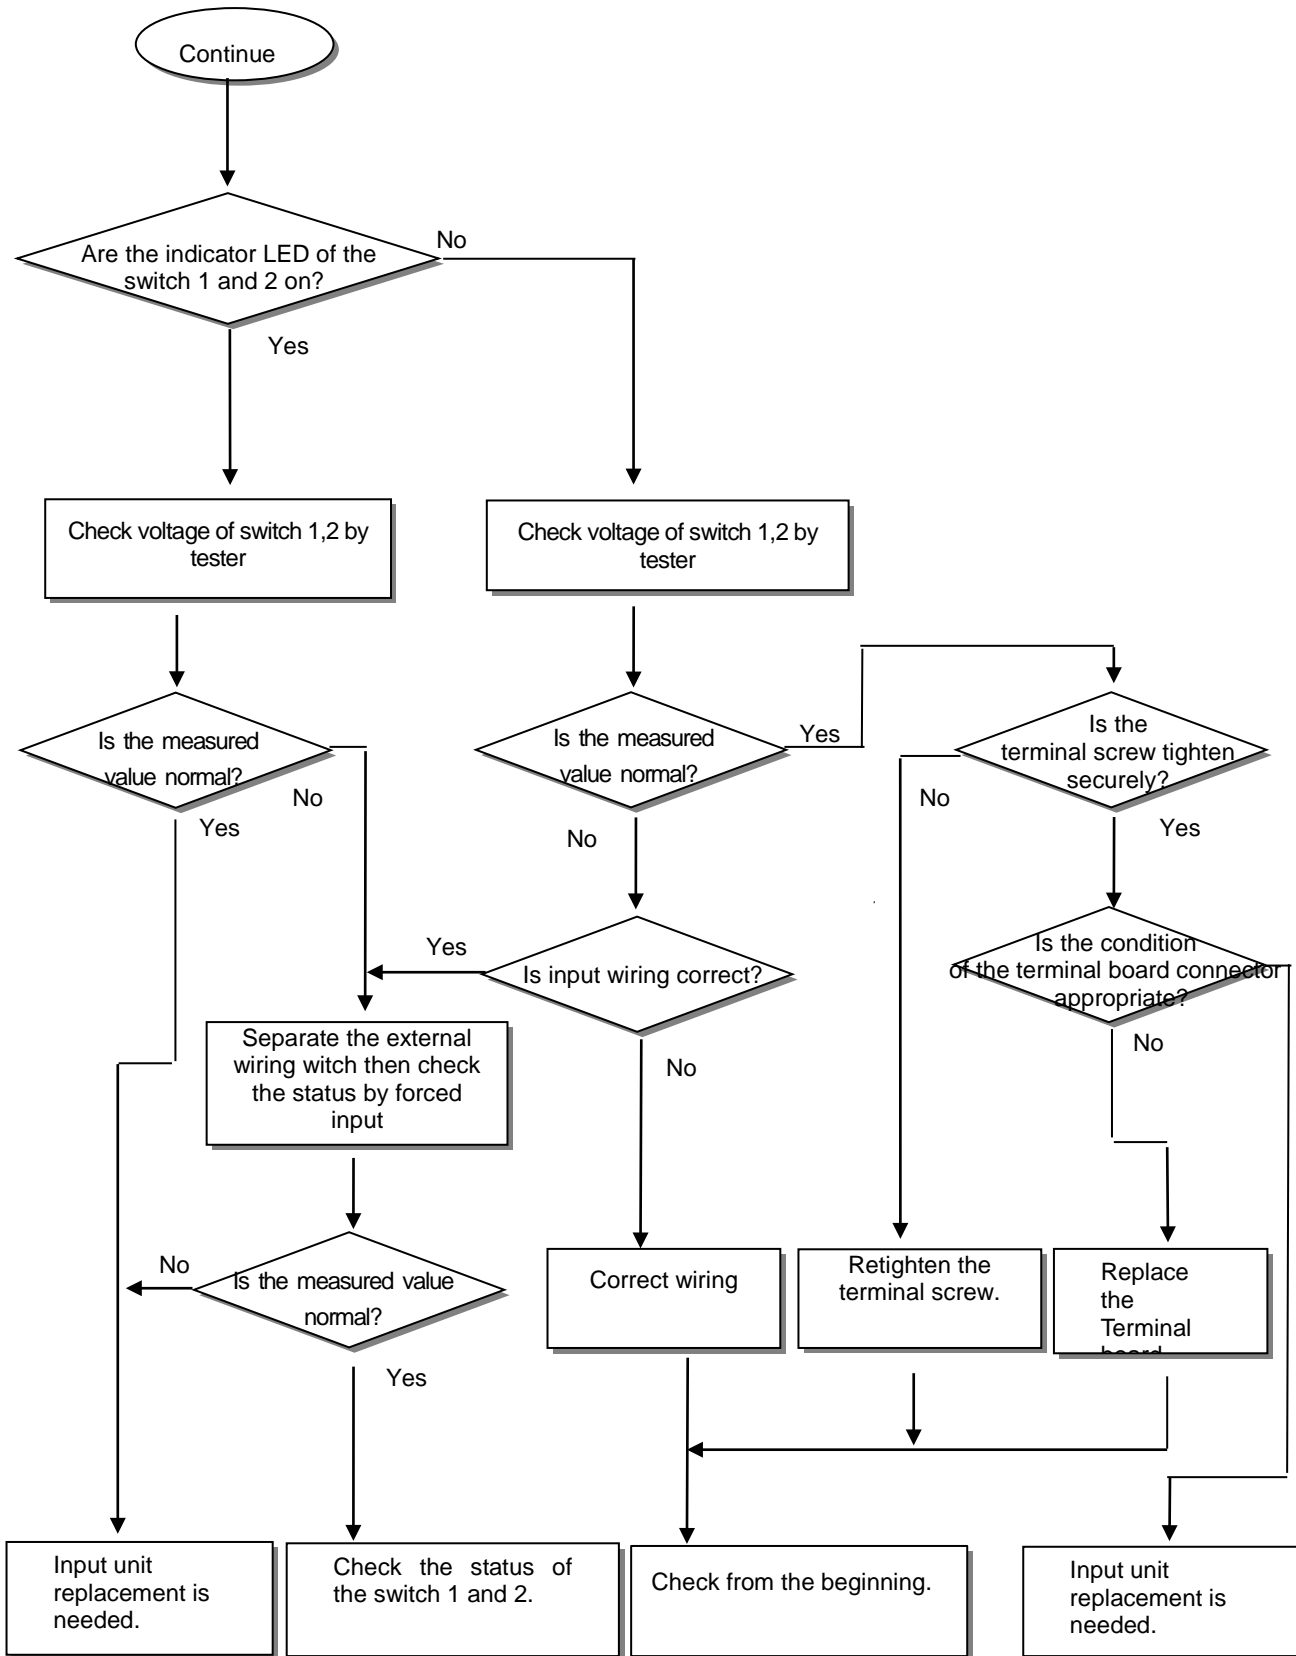 Continue
Are the indicator LED of the
switch 1 and 2 on?
No
Yes
Check voltage of switch 1,2 by
tester
Check voltage of switch 1,2 by
tester
Is the measured
value normal?
No
Yes
Is the measured
value normal?
Yes
No
Is the
terminal screw tighten
securely?
No
Yes
Is input wiring correct?
Yes
No
Is the condition
of the terminal board connector
appropriate?
No
Separate the external
wiring witch then check
the status by forced
input
Is the measured value
normal?
No
Yes
Correct wiring
Retighten the
terminal screw.
Replace
the
Terminal
board
Input unit
replacement is
needed.
Check the status of
the switch 1 and 2.
Check from the beginning.
Input unit
replacement is
needed.